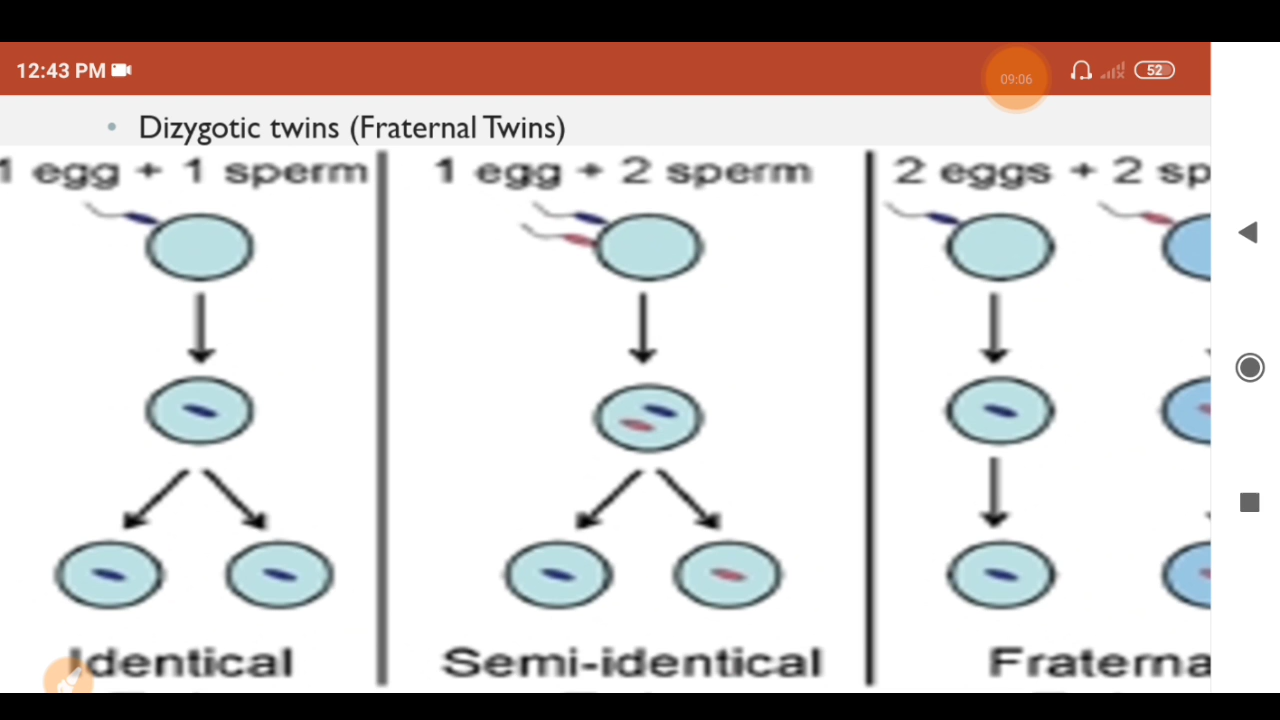 12:43 PM
09:06
52
• Dizygotic twins (Fraternal Twins)
1 egg + 1 sperm
1 egg + 2 sperm
2 eggs + 2 sp
Identical
Semi-identical
Fraterna